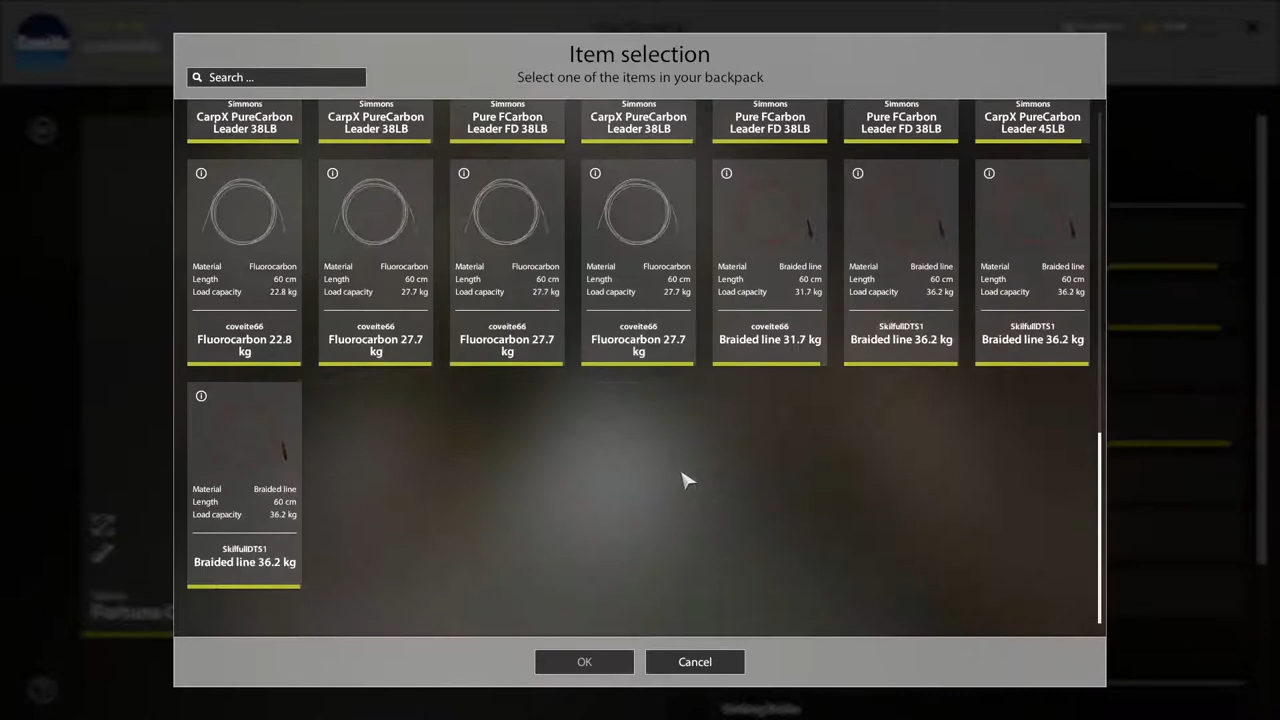 Item selection
Search ...
Select one of the items in your backpack
Simmons
CarpX PureCarbon
Leader 38LB
Simmons
CarpX PureCarbon
Leader 38LB
Simmons
Pure FCarbon
Leader FD 38LB
Simmons
CarpX PureCarbon
Leader 38LB
Simmons
Pure FCarbon
Leader FD 38LB
Simmons
Pure FCarbon
Leader FD 38LB
Simmons
CarpX PureCarbon
Leader 45LB
Material Fluorocarbon
Length 60 cm
Load capacity 22.8 kg
coveite66
Fluorocarbon 22.8
kg
Material Fluorocarbon
Length 60 cm
Load capacity 27.7 kg
coveite66
Fluorocarbon 27.7
kg
Material Fluorocarbon
Length 60 cm
Load capacity 27.7 kg
coveite66
Fluorocarbon 27.7
kg
Material Fluorocarbon
Length 60 cm
Load capacity 27.7 kg
coveite66
Fluorocarbon 27.7
kg
Material Braided line
Length 60 cm
Load capacity 31.7 kg
coveite66
Braided line 31.7 kg
Material Braided line
Length 60 cm
Load capacity 36.2 kg
SkilfullDTS1
Braided line 36.2 kg
Material Braided line
Length 60 cm
Load capacity 36.2 kg
SkilfullDTS1
Braided line 36.2 kg
Material Braided line
Length 60 cm
Load capacity 36.2 kg
SkilfullDTS1
Braided line 36.2 kg
OK
Cancel